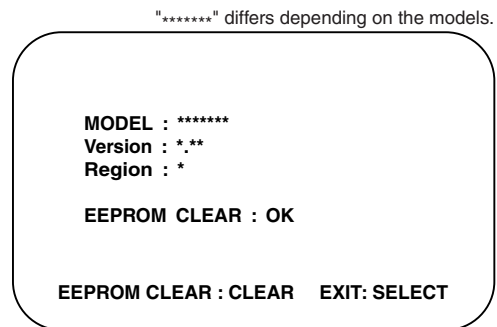 "*******" differs depending on the models.
MODEL : *******
Version : *.**
Region : *
EEPROM CLEAR : OK
EEPROM CLEAR : CLEAR EXIT: SELECT